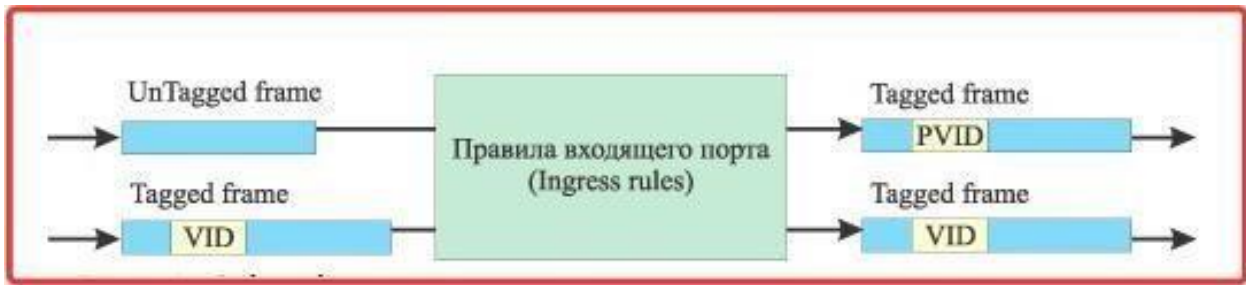 UnTagged frame
Tagged frame
PVID
Правила входящего порта
(Ingress rules)
Tagged frame
VID
Tagged frame
VID